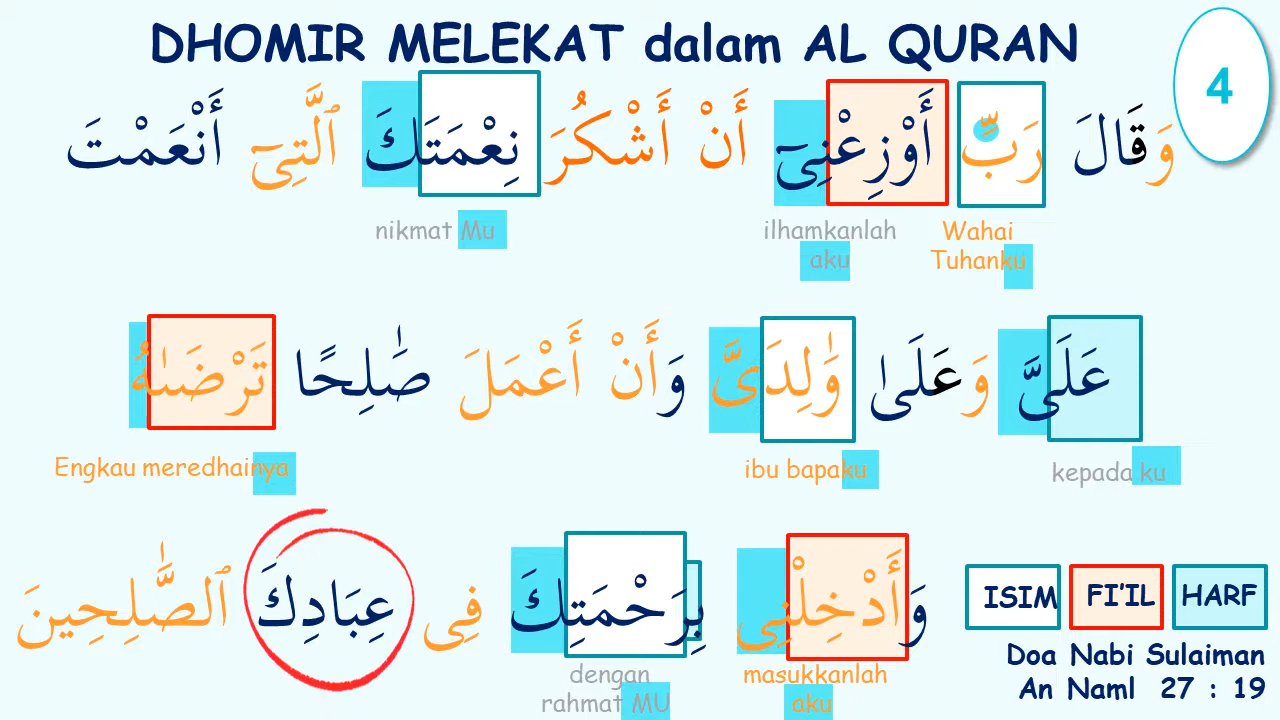 DHOMIR MELEKAT dalam AL QURAN
4
وَقَالَ رَبِّ أَوْزِعْنِىٓ أَنْ أَشْكُرَ نِعْمَتَكَ ٱلَّتِىٓ أَنْعَمْتَ
nikmat Mu
ilhamkanlah
aku
Wahai
Tuhanku
عَلَىَّ وَعَلَىٰ وَٰلِدَىَّ وَأَنْ أَعْمَلَ صَٰلِحًا تَرْضَىٰهُ
Engkau meredhainya
ibu bapaku
kepada ku
وَأَدْخِلْنِى بِرَحْمَتِكَ فِى عِبَادِكَ ٱلصَّٰلِحِينَ
dengan
rahmat MU
masukkanlah
aku
ISIM FI'IL HARF
Doa Nabi Sulaiman
An Naml 27 : 19